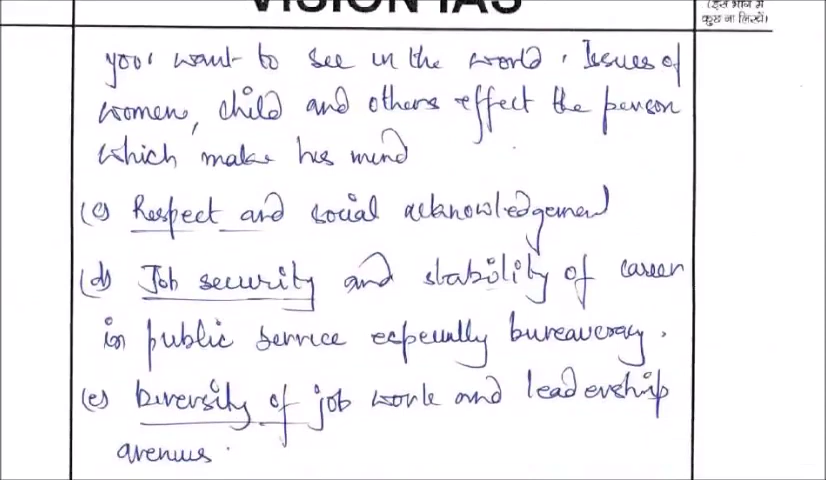 VISION IAS
(इस भाग में
कुछ ना लिखें)
you want to see in the world. Issues of
women, child and others effect the person
which make his mind
(c) Respect and social acknowledgement
(d) Job security and stability of career
in public service especially bureaucracy.
(e) Diversity of job work and leadership
avenues.